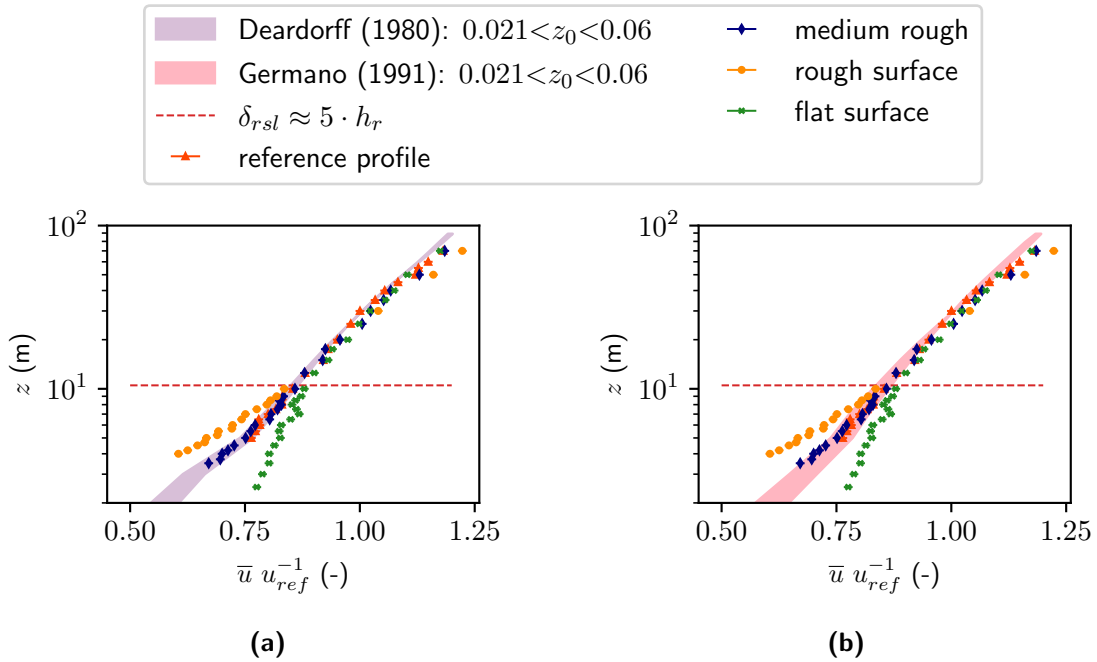 Deardorff (1980): 0.021<z₀<0.06
Germano (1991): 0.021<z₀<0.06
δ_rsl ≈ 5 · h_r
reference profile
medium rough
rough surface
flat surface
10²
10¹
z (m)
0.50 0.75 1.00 1.25
u̅ u_ref⁻¹ (-)
(a)
10²
10¹
z (m)
0.50 0.75 1.00 1.25
u̅ u_ref⁻¹ (-)
(b)